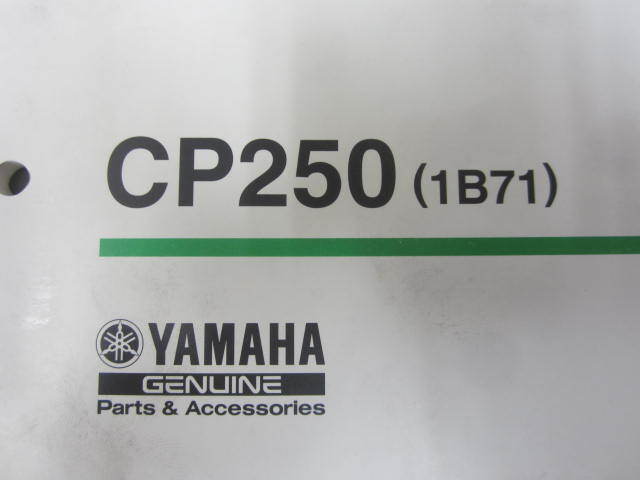 CP250 (1B71)
YAMAHA
GENUINE
Parts & Accessories